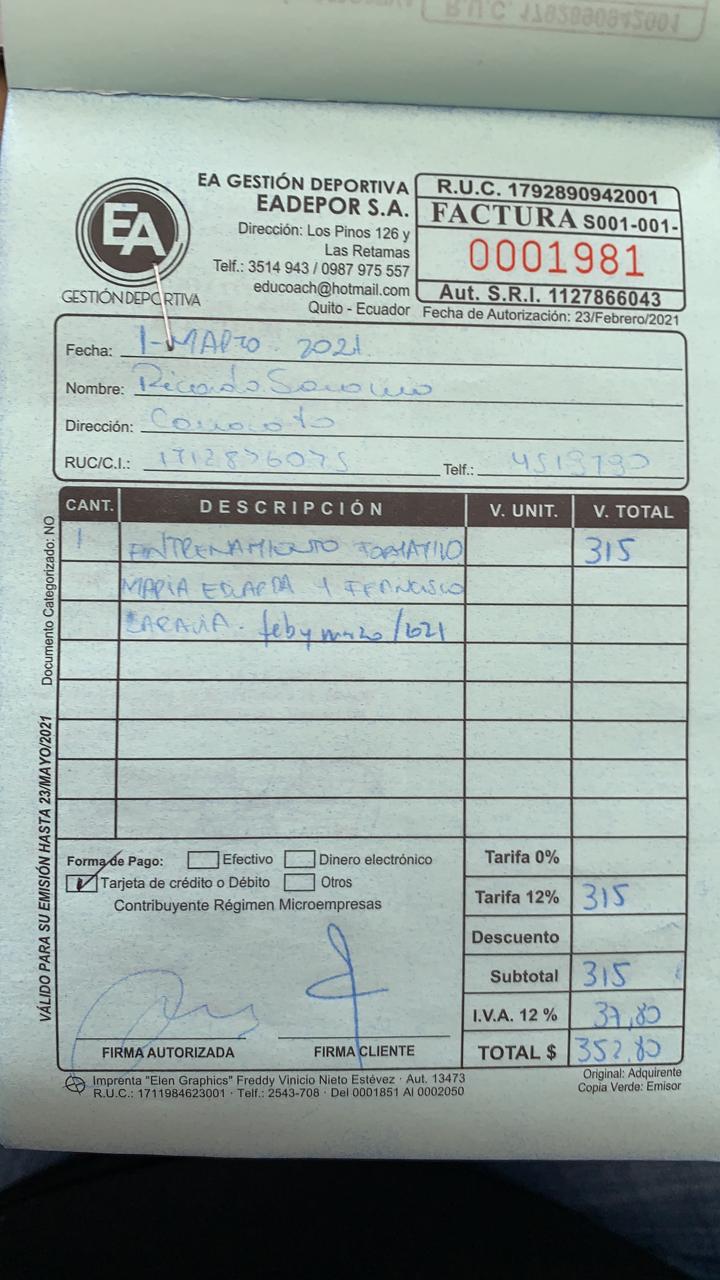 R.U.C. 1792890942001
EA
GESTIÓN DEPORTIVA
EA GESTIÓN DEPORTIVA
EADEPOR S.A.
Dirección: Los Pinos 126 y
Las Retamas
Telf.: 3514 943 / 0987 975 557
educoach@hotmail.com
Quito - Ecuador
R.U.C. 1792890942001
FACTURA S001-001-
0001981
Aut. S.R.I. 1127866043
Fecha de Autorización: 23/Febrero/2021
Fecha: 1-MARZO-2021
Nombre: Ricardo
Dirección:
RUC/C.I.: 1712876075 Telf.:
CANT. DESCRIPCIÓN V. UNIT. V. TOTAL
1 ENTRENAMIENTO FORMATIVO 315
MARIA EDUARDA Y FRANCISCO
feb y marzo/2021
Documento Categorizado: NO
VÁLIDO PARA SU EMISIÓN HASTA 23/MAYO/2021
Forma de Pago: Efectivo Dinero electrónico
Tarjeta de crédito o Débito Otros
Contribuyente Régimen Microempresas
Tarifa 0%
Tarifa 12% 315
Descuento
Subtotal 315
I.V.A. 12 % 37,80
TOTAL $ 352.80
FIRMA AUTORIZADA FIRMA CLIENTE
Imprenta "Elen Graphics" Freddy Vinicio Nieto Estévez · Aut. 13473
R.U.C.: 1711984623001 · Telf.: 2543-708 · Del 0001851 Al 0002050
Original: Adquirente
Copia Verde: Emisor